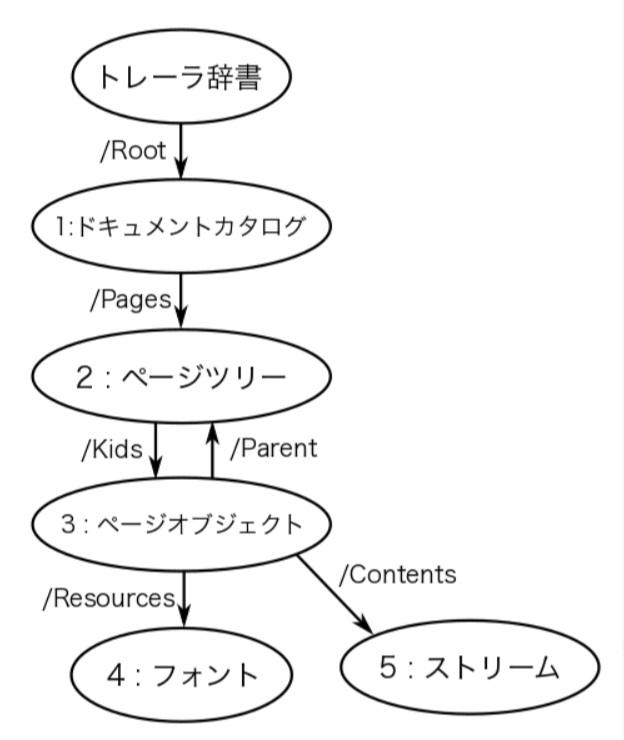 トレーラ辞書
/Root
1:ドキュメントカタログ
/Pages
2：ページツリー
/Kids
/Parent
3：ページオブジェクト
/Contents
/Resources
4：フォント
5：ストリーム